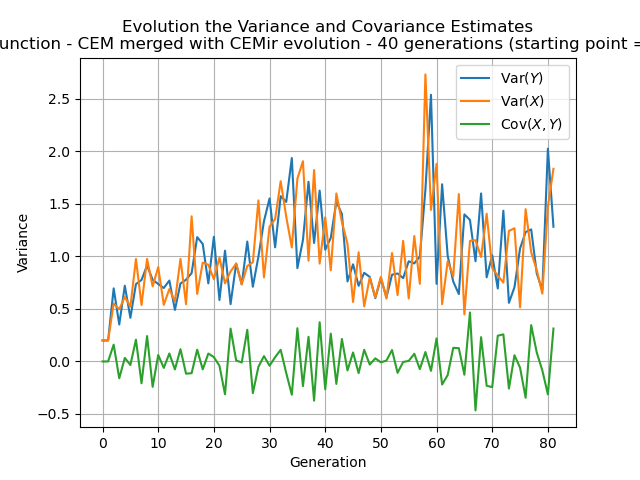 Evolution the Variance and Covariance Estimates
unction - CEM merged with CEMir evolution - 40 generations (starting point =
Var(Y)
Var(X)
Cov(X, Y)
Variance
2.5
2.0
1.5
1.0
0.5
0.0
−0.5
0 10 20 30 40 50 60 70 80
Generation